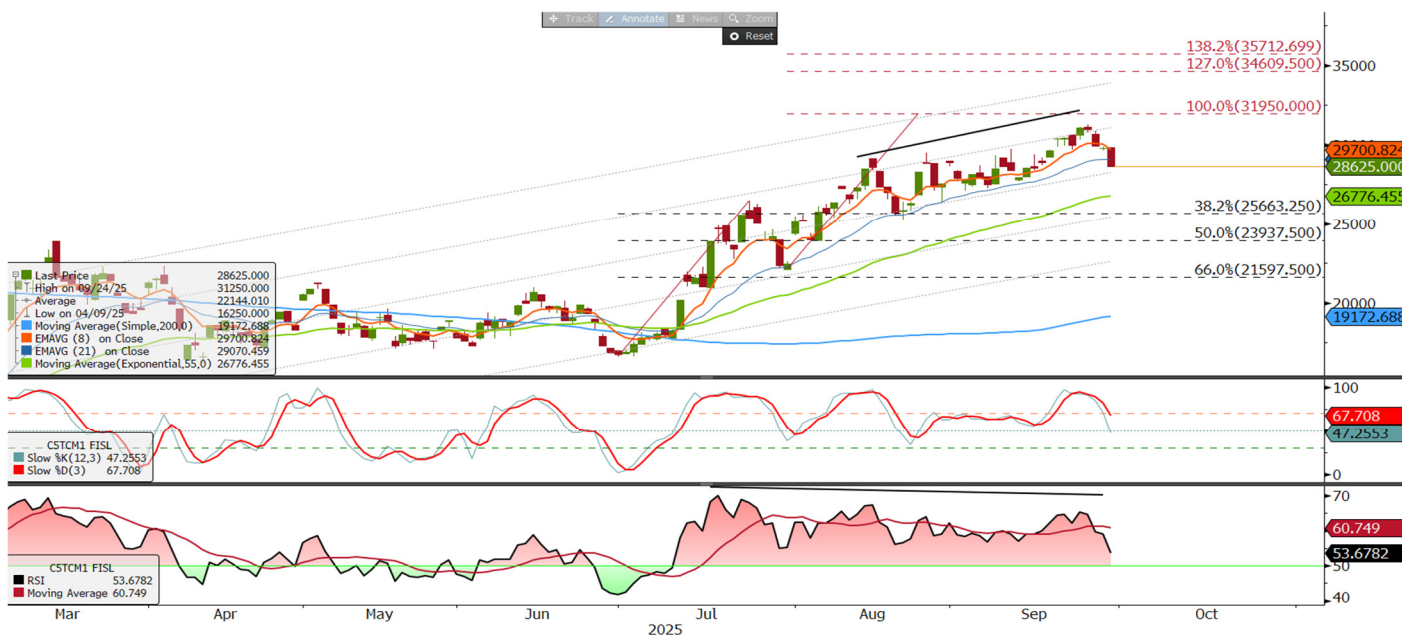 Track Annotate News Zoom
Reset
138.2%(35712.699)
127.0%(34609.500)
100.0%(31950.000)
38.2%(25663.250)
50.0%(23937.500)
66.0%(21597.500)
35000
29700.824
28625.000
26776.455
25000
20000
19172.688
Last Price 28625.000
High on 09/24/25 31250.000
Average 22144.010
Low on 04/09/25 16250.000
Moving Average(Simple,200,0) 19172.688
EMAVG (8) on Close 29700.824
EMAVG (21) on Close 29070.459
Moving Average(Exponential,55,0) 26776.455
100
67.708
47.2553
0
C5TCM1 FISL
Slow %K(12,3) 47.2553
Slow %D(3) 67.708
70
60.749
53.6782
50
40
C5TCM1 FISL
RSI 53.6782
Moving Average 60.749
Mar Apr May Jun Jul Aug Sep Oct
2025